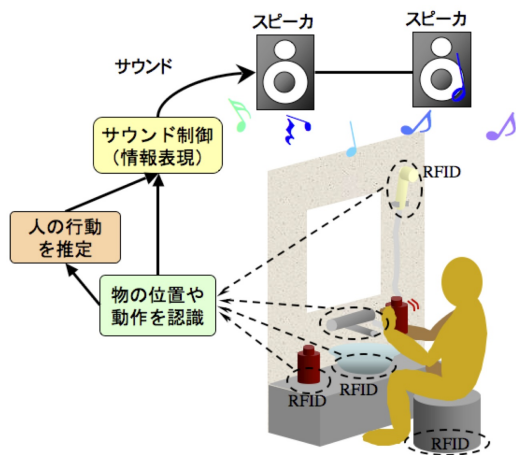 スピーカ
スピーカ
サウンド
サウンド制御
(情報表現)
RFID
人の行動
を推定
物の位置や
動作を認識
RFID
RFID
RFID